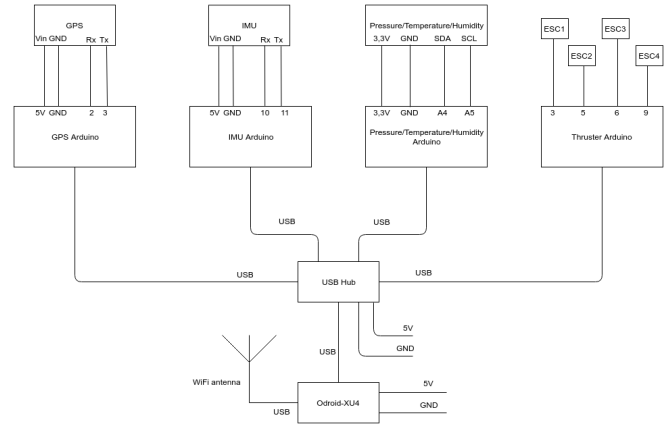 GPS
IMU
Pressure/Temperature/Humidity
ESC1
ESC3
ESC2
ESC4
Vin GND Rx Tx
Vin GND Rx Tx
3,3V GND SDA SCL
5V GND 2 3
5V GND 10 11
3,3V GND A4 A5
3 5 6 9
GPS Arduino
IMU Arduino
Pressure/Temperature/Humidity
Arduino
Thruster Arduino
USB
USB
USB
USB
USB Hub
5V
GND
USB
WiFi antenna
USB
Odroid-XU4
5V
GND